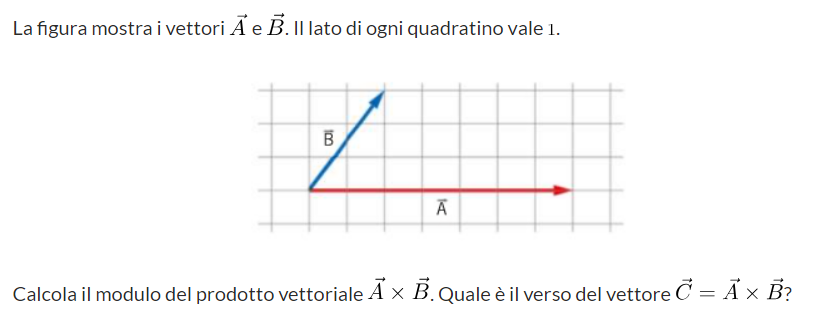 La figura mostra i vettori A⃗ e B⃗. Il lato di ogni quadratino vale 1.
B⃗
A⃗
Calcola il modulo del prodotto vettoriale A⃗ × B⃗. Quale è il verso del vettore C⃗ = A⃗ × B⃗?